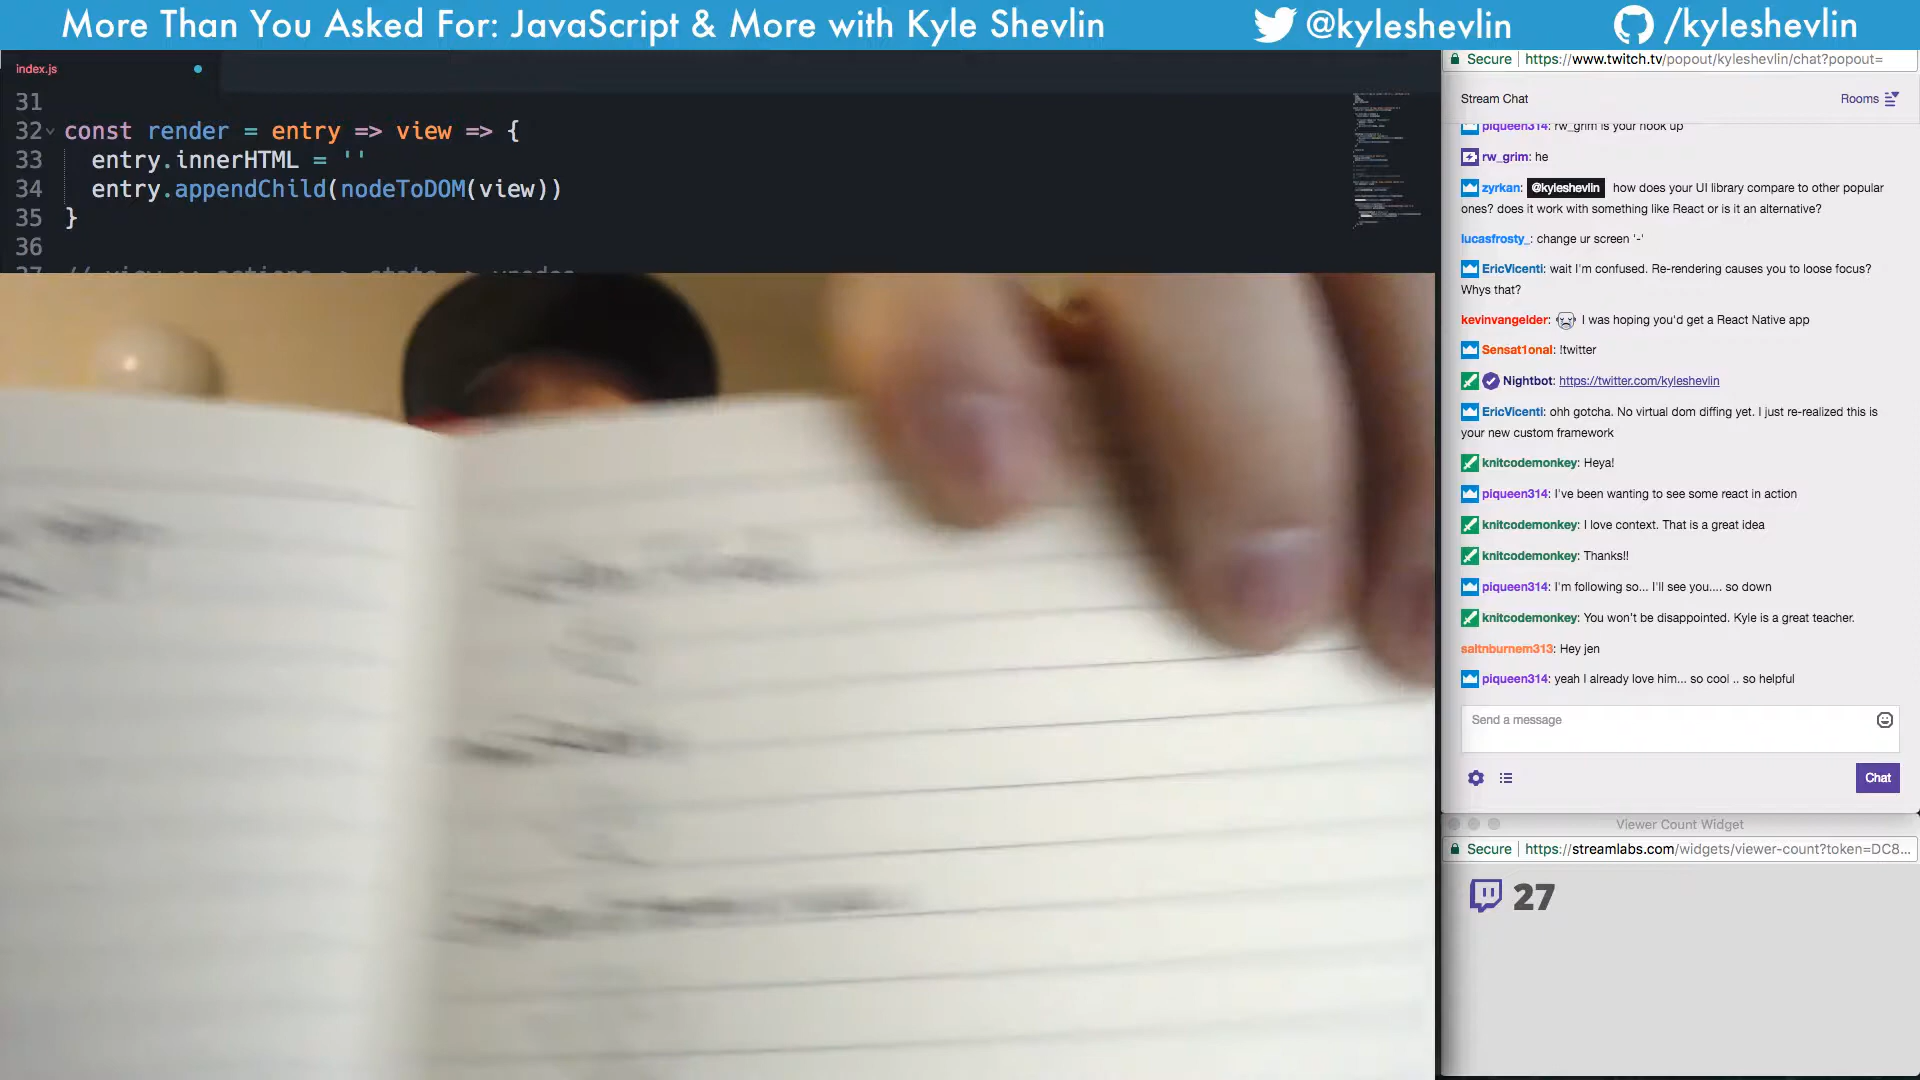 More Than You Asked For: JavaScript & More with Kyle Shevlin
@kyleshevlin
/kyleshevlin
index.js
31
32 const render = entry => view => {
33 entry.innerHTML = ''
34 entry.appendChild(nodeToDOM(view))
35 }
36
Secure https://www.twitch.tv/popout/kyleshevlin/chat?popout=
Stream Chat
Rooms
piqueen314: rw_grim is your hook up
rw_grim: he
zyrkan: @kyleshevlin how does your UI library compare to other popular
ones? does it work with something like React or is it an alternative?
lucasfrosty_: change ur screen '-'
EricVicenti: wait I'm confused. Re-rendering causes you to loose focus?
Whys that?
kevinvangelder: I was hoping you'd get a React Native app
Sensat1onal: !twitter
Nightbot: https://twitter.com/kyleshevlin
EricVicenti: ohh gotcha. No virtual dom diffing yet. I just re-realized this is
your new custom framework
knitcodemonkey: Heya!
piqueen314: I've been wanting to see some react in action
knitcodemonkey: I love context. That is a great idea
knitcodemonkey: Thanks!!
piqueen314: I'm following so... I'll see you.... so down
knitcodemonkey: You won't be disappointed. Kyle is a great teacher.
saltnburnem313: Hey jen
piqueen314: yeah I already love him... so cool .. so helpful
Send a message
Chat
Viewer Count Widget
Secure https://streamlabs.com/widgets/viewer-count?token=DC8...
27